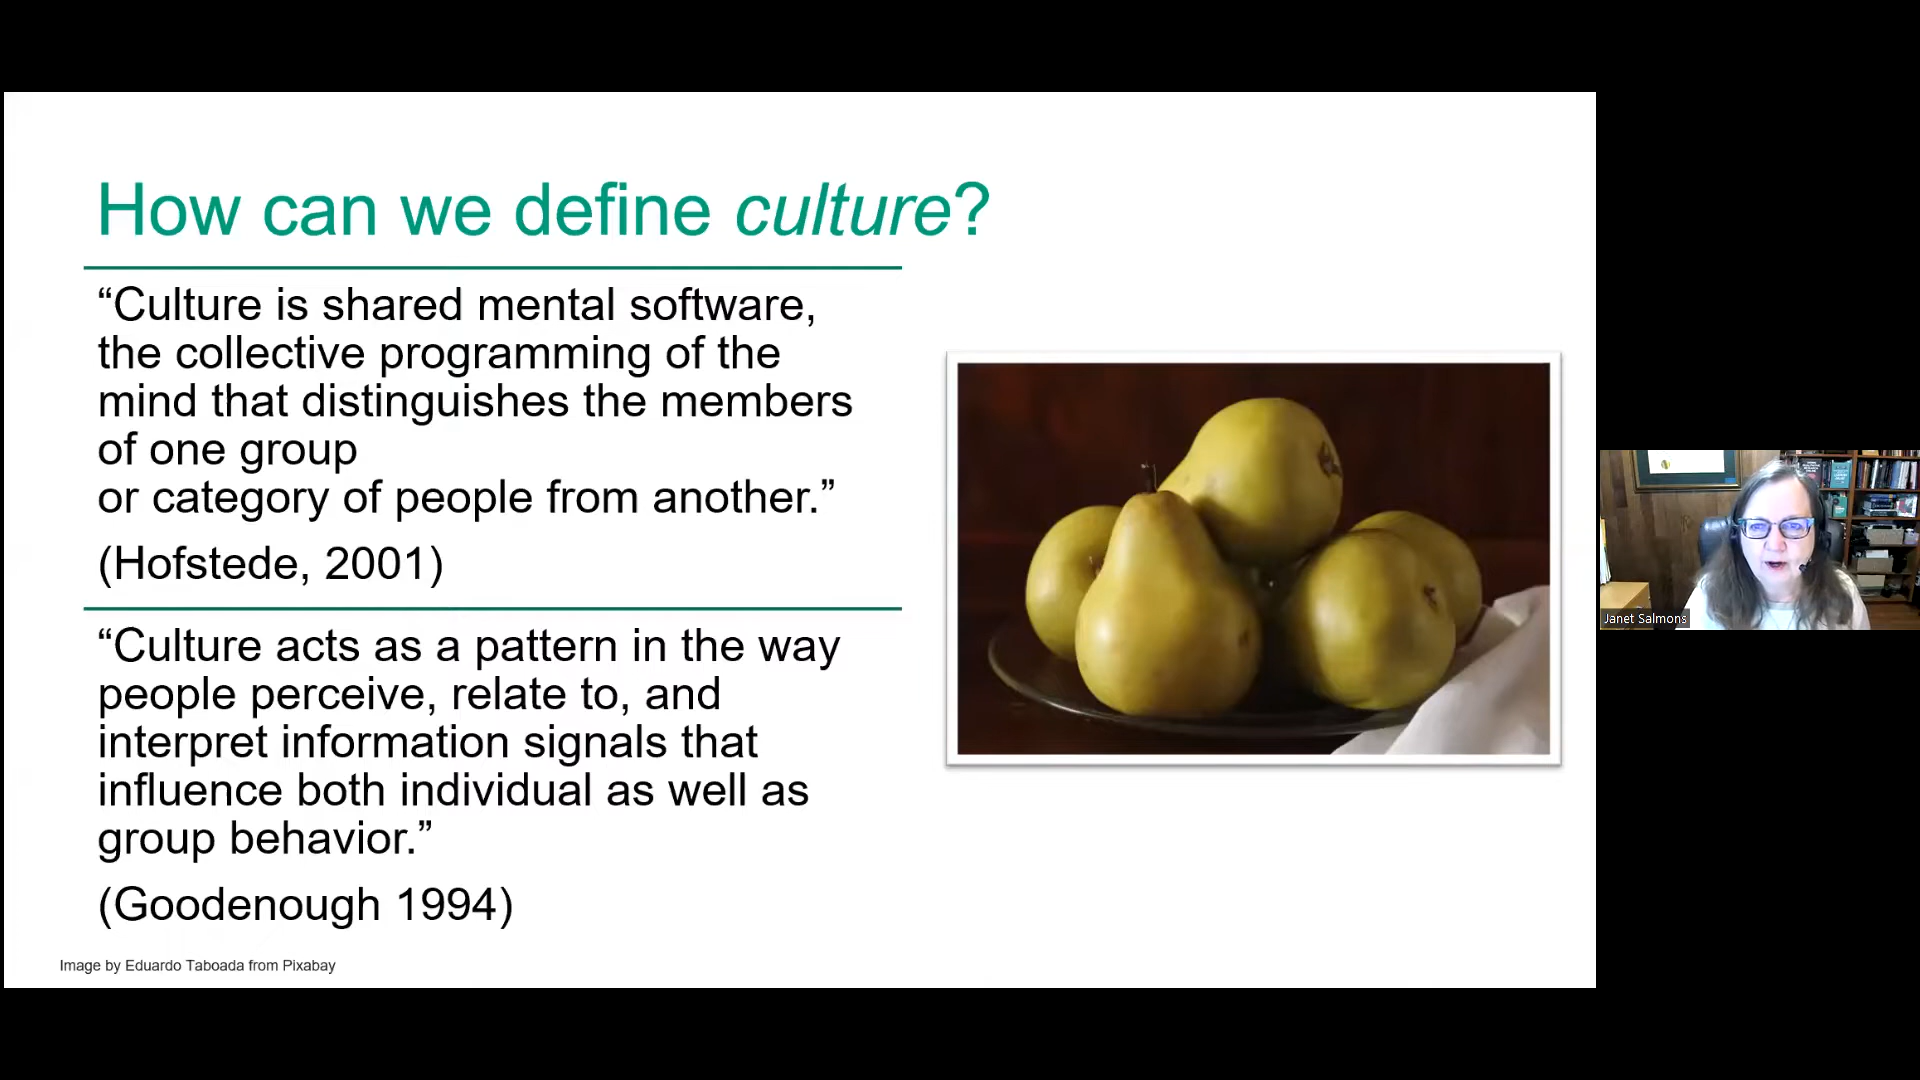 How can we define culture?
“Culture is shared mental software,
the collective programming of the
mind that distinguishes the members
of one group
or category of people from another.”
(Hofstede, 2001)
“Culture acts as a pattern in the way
people perceive, relate to, and
interpret information signals that
influence both individual as well as
group behavior.”
(Goodenough 1994)
Image by Eduardo Taboada from Pixabay
Janet Salmons